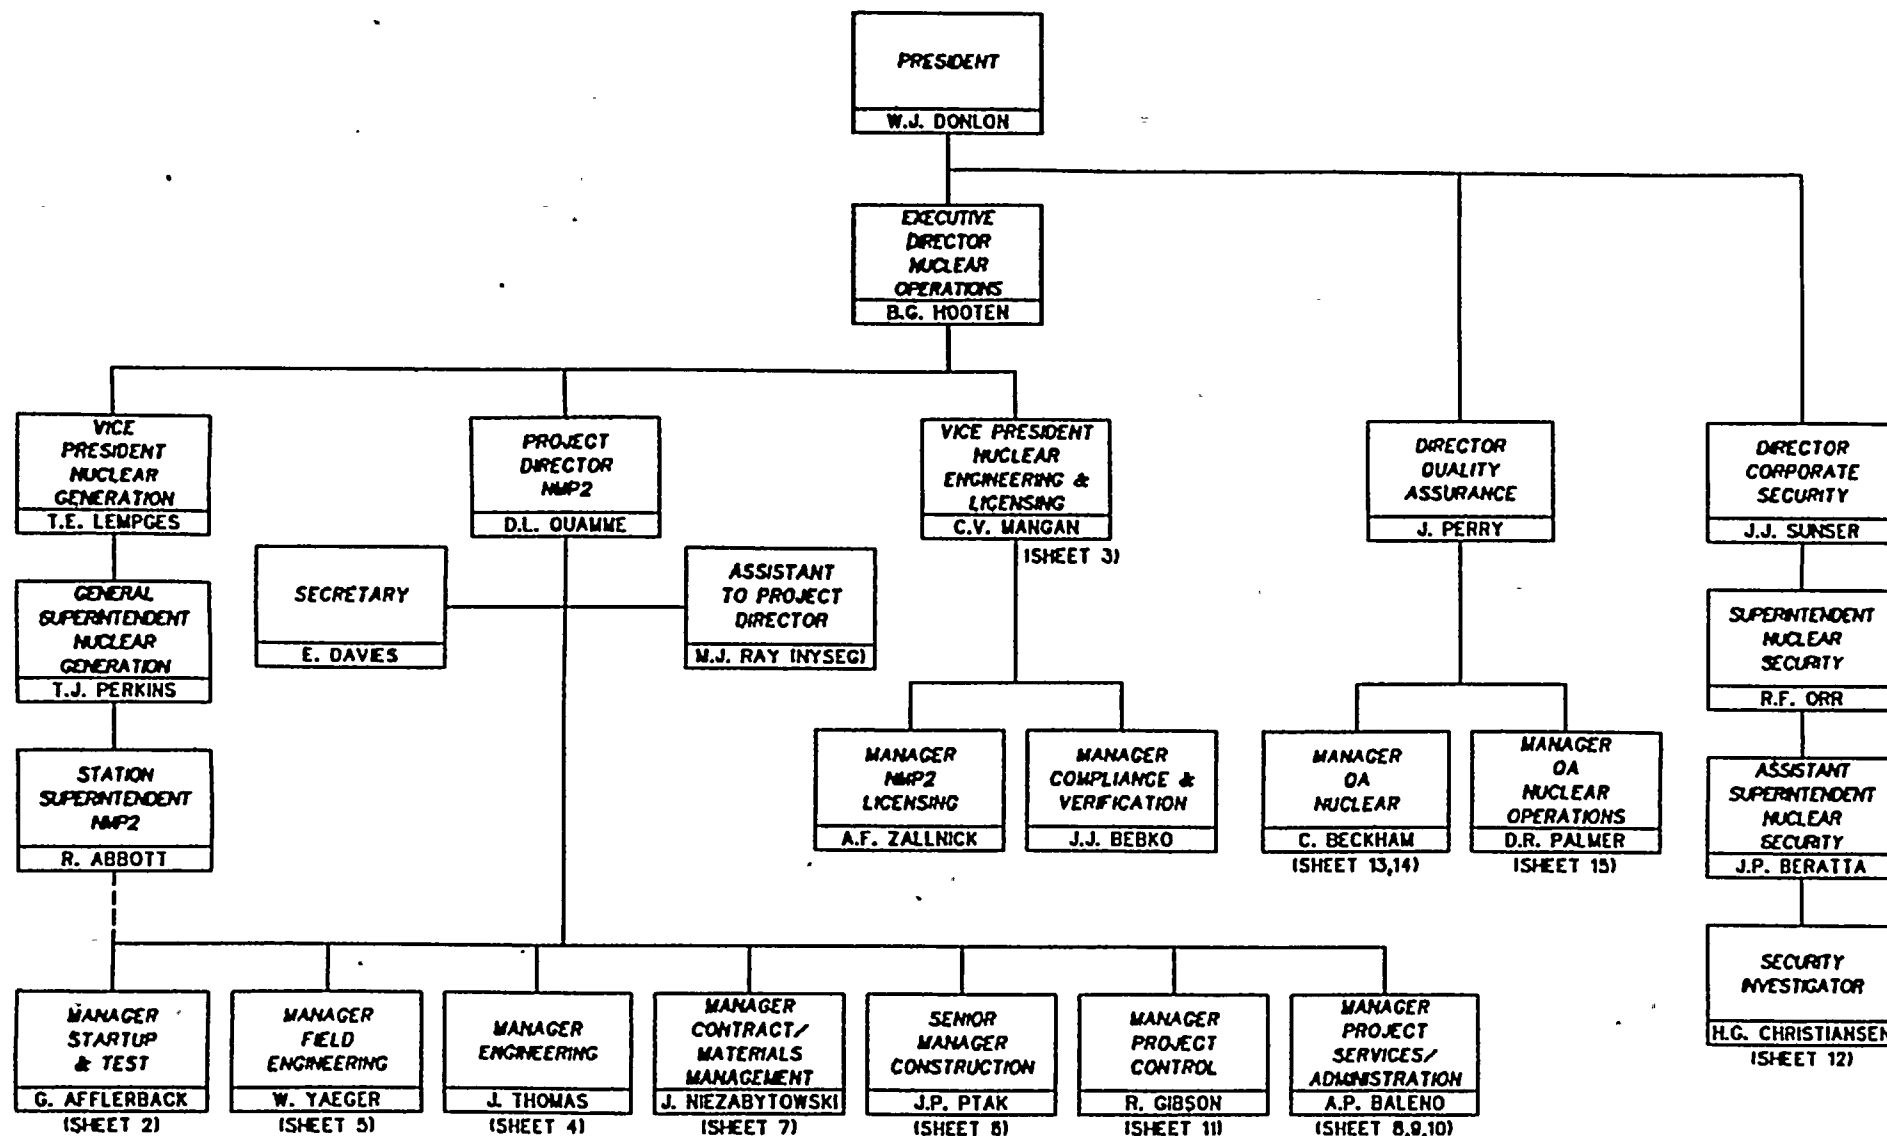 PRESIDENT
W.J. DONLON
EXECUTIVE
DIRECTOR
NUCLEAR
OPERATIONS
B.G. HOOTEN
VICE
PRESIDENT
NUCLEAR
GENERATION
T.E. LEMPGES
PROJECT
DIRECTOR
NMP2
D.L. QUAMME
VICE PRESIDENT
NUCLEAR
ENGINEERING &
LICENSING
C.V. MANGAN
(SHEET 3)
DIRECTOR
QUALITY
ASSURANCE
J. PERRY
DIRECTOR
CORPORATE
SECURITY
J.J. SUNSER
GENERAL
SUPERINTENDENT
NUCLEAR
GENERATION
T.J. PERKINS
SECRETARY
E. DAVIES
ASSISTANT
TO PROJECT
DIRECTOR
M.J. RAY (NYSEG)
SUPERINTENDENT
NUCLEAR
SECURITY
R.F. ORR
STATION
SUPERINTENDENT
NMP2
R. ABBOTT
MANAGER
NMP2
LICENSING
A.F. ZALLNICK
MANAGER
COMPLIANCE &
VERIFICATION
J.J. BEBKO
MANAGER
QA
NUCLEAR
C. BECKHAM
(SHEET 13,14)
MANAGER
QA
NUCLEAR
OPERATIONS
D.R. PALMER
(SHEET 15)
ASSISTANT
SUPERINTENDENT
NUCLEAR
SECURITY
J.P. BERATTA
SECURITY
INVESTIGATOR
H.G. CHRISTIANSEN
(SHEET 12)
MANAGER
STARTUP
& TEST
G. AFFLERBACK
(SHEET 2)
MANAGER
FIELD
ENGINEERING
W. YAEGER
(SHEET 5)
MANAGER
ENGINEERING
J. THOMAS
(SHEET 4)
MANAGER
CONTRACT/
MATERIALS
MANAGEMENT
J. NIEZABYTOWSKI
(SHEET 7)
SENIOR
MANAGER
CONSTRUCTION
J.P. PTAK
(SHEET 6)
MANAGER
PROJECT
CONTROL
R. GIBSON
(SHEET 11)
MANAGER
PROJECT
SERVICES/
ADMINISTRATION
A.P. BALENO
(SHEET 8,9,10)